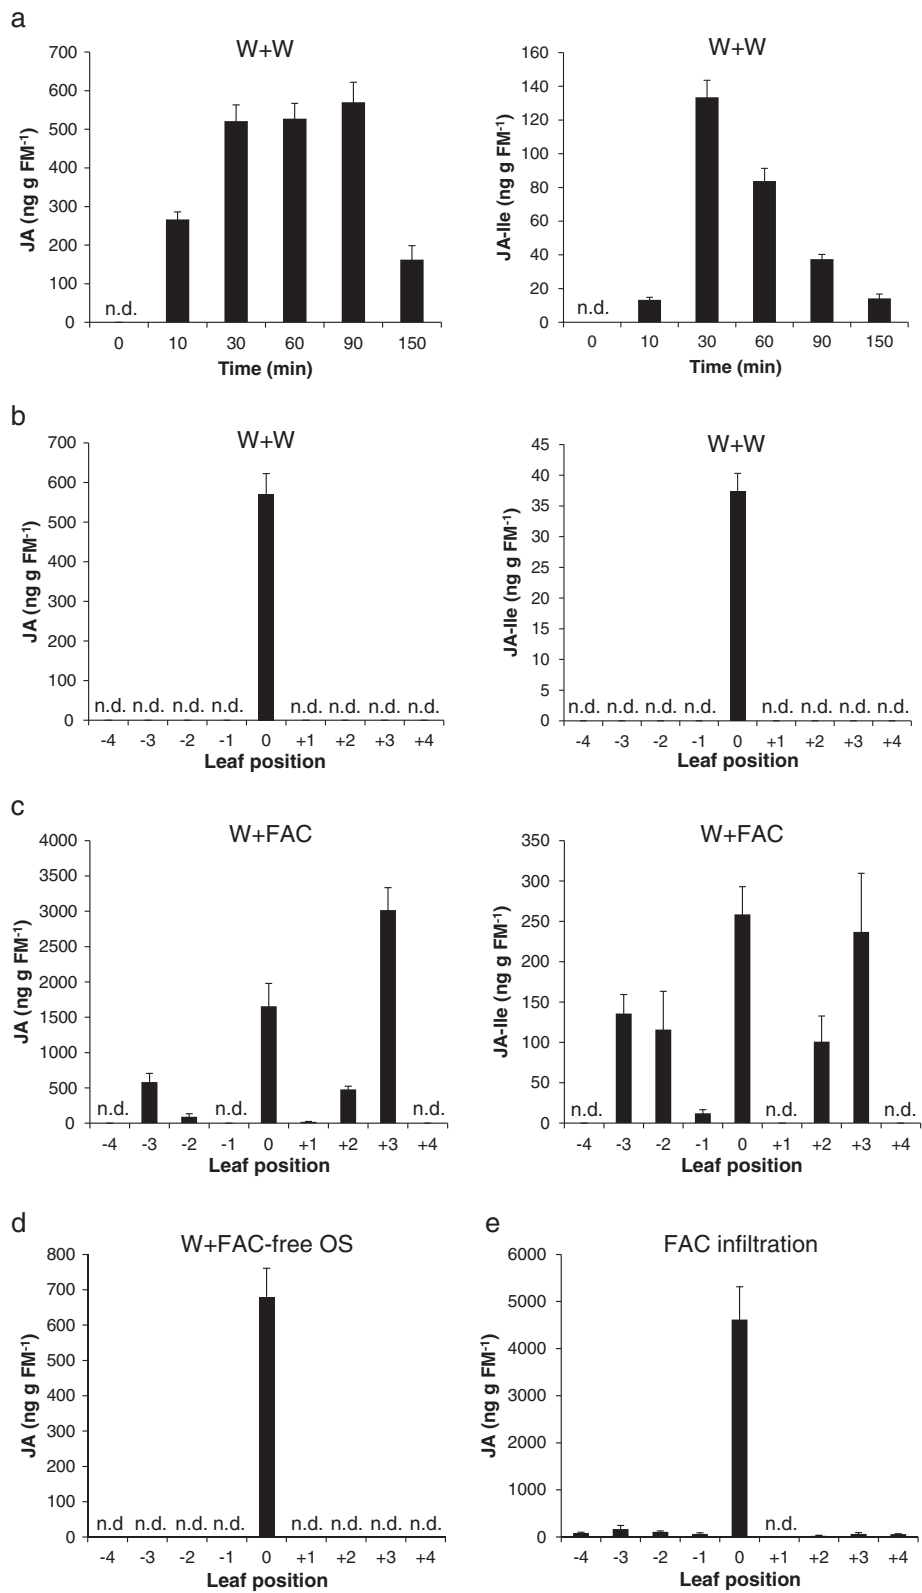 a
W+W
JA (ng g FM-1)
700
600
500
400
300
200
100
0
n.d.
0 10 30 60 90 150
Time (min)
W+W
JA-Ile (ng g FM-1)
160
140
120
100
80
60
40
20
0
n.d.
0 10 30 60 90 150
Time (min)
b
W+W
JA (ng g FM-1)
700
600
500
400
300
200
100
0
n.d. n.d. n.d. n.d. n.d. n.d. n.d. n.d.
-4 -3 -2 -1 0 +1 +2 +3 +4
Leaf position
W+W
JA-Ile (ng g FM-1)
45
40
35
30
25
20
15
10
5
0
n.d. n.d. n.d. n.d. n.d. n.d. n.d. n.d.
-4 -3 -2 -1 0 +1 +2 +3 +4
Leaf position
c
W+FAC
JA (ng g FM-1)
4000
3500
3000
2500
2000
1500
1000
500
0
n.d. n.d. n.d.
-4 -3 -2 -1 0 +1 +2 +3 +4
Leaf position
W+FAC
JA-Ile (ng g FM-1)
350
300
250
200
150
100
50
0
n.d. n.d. n.d.
-4 -3 -2 -1 0 +1 +2 +3 +4
Leaf position
d
W+FAC-free OS
JA (ng g FM-1)
800
700
600
500
400
300
200
100
0
n.d n.d. n.d. n.d. n.d. n.d. n.d. n.d.
-4 -3 -2 -1 0 +1 +2 +3 +4
Leaf position
e
FAC infiltration
JA (ng g FM-1)
6000
5000
4000
3000
2000
1000
0
n.d.
-4 -3 -2 -1 0 +1 +2 +3 +4
Leaf position